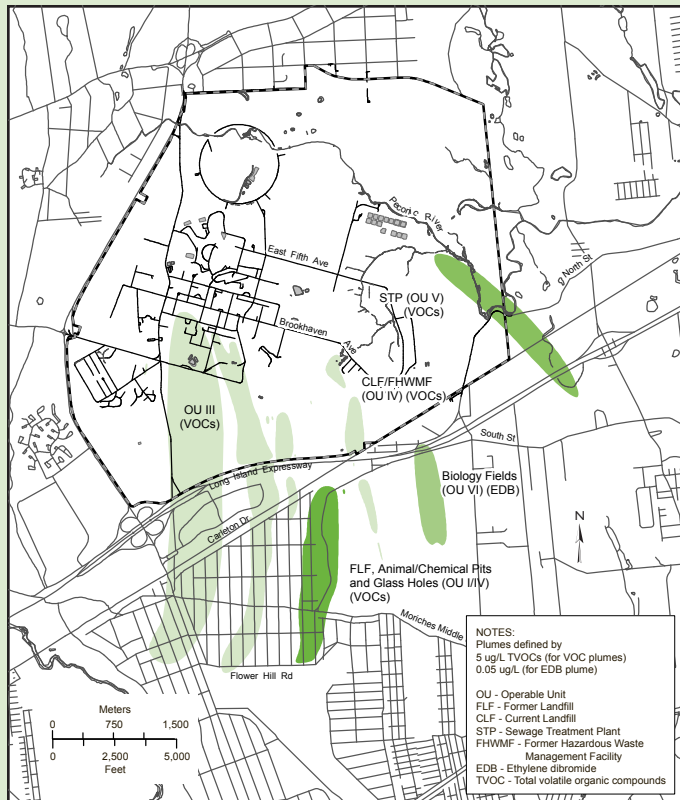 Peconic River
East Fifth Ave
North St
STP (OU V)
(VOCs)
Brookhaven
Ave
CLF/FHWMF
(OU IV) (VOCs)
OU III
(VOCs)
South St
Long Island Expressway
Biology Fields
(OU VI) (EDB)
Carleton Dr
N
FLF, Animal/Chemical Pits
and Glass Holes (OU I/IV)
(VOCs)
Moriches Middle
Flower Hill Rd
NOTES:
Plumes defined by
5 ug/L TVOCs (for VOC plumes)
0.05 ug/L (for EDB plume)
OU - Operable Unit
FLF - Former Landfill
CLF - Current Landfill
STP - Sewage Treatment Plant
FHWMF - Former Hazardous Waste
Management Facility
EDB - Ethylene dibromide
TVOC - Total volatile organic compounds
Meters
0 750 1,500
0 2,500 5,000
Feet